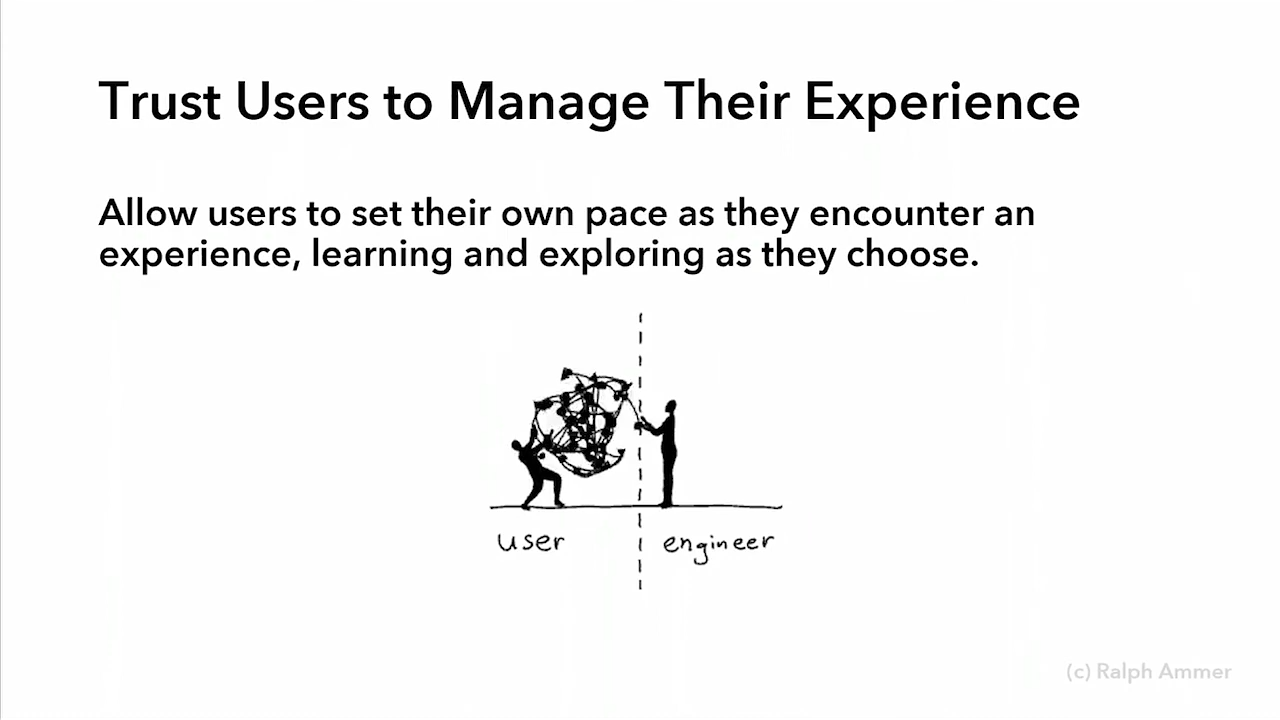 Trust Users to Manage Their Experience
Allow users to set their own pace as they encounter an
experience, learning and exploring as they choose.
user
engineer
(c) Ralph Ammer